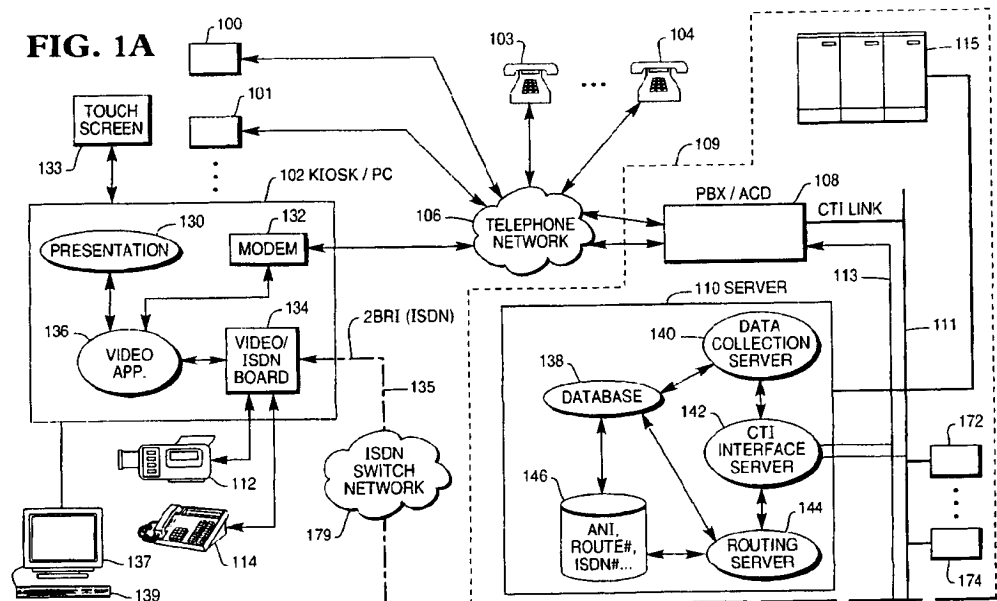 FIG. 1A
100
101
103
104
115
TOUCH
SCREEN
133
109
102 KIOSK / PC
106
TELEPHONE
NETWORK
PBX / ACD
108
CTI LINK
130
PRESENTATION
132
MODEM
113
111
136
VIDEO
APP.
134
VIDEO/
ISDN
BOARD
2BRI (ISDN)
135
110 SERVER
140
DATA
COLLECTION
SERVER
138
DATABASE
142
CTI
INTERFACE
SERVER
172
112
ISDN
SWITCH
NETWORK
179
146
ANI,
ROUTE#,
ISDN#...
144
ROUTING
SERVER
174
114
137
139